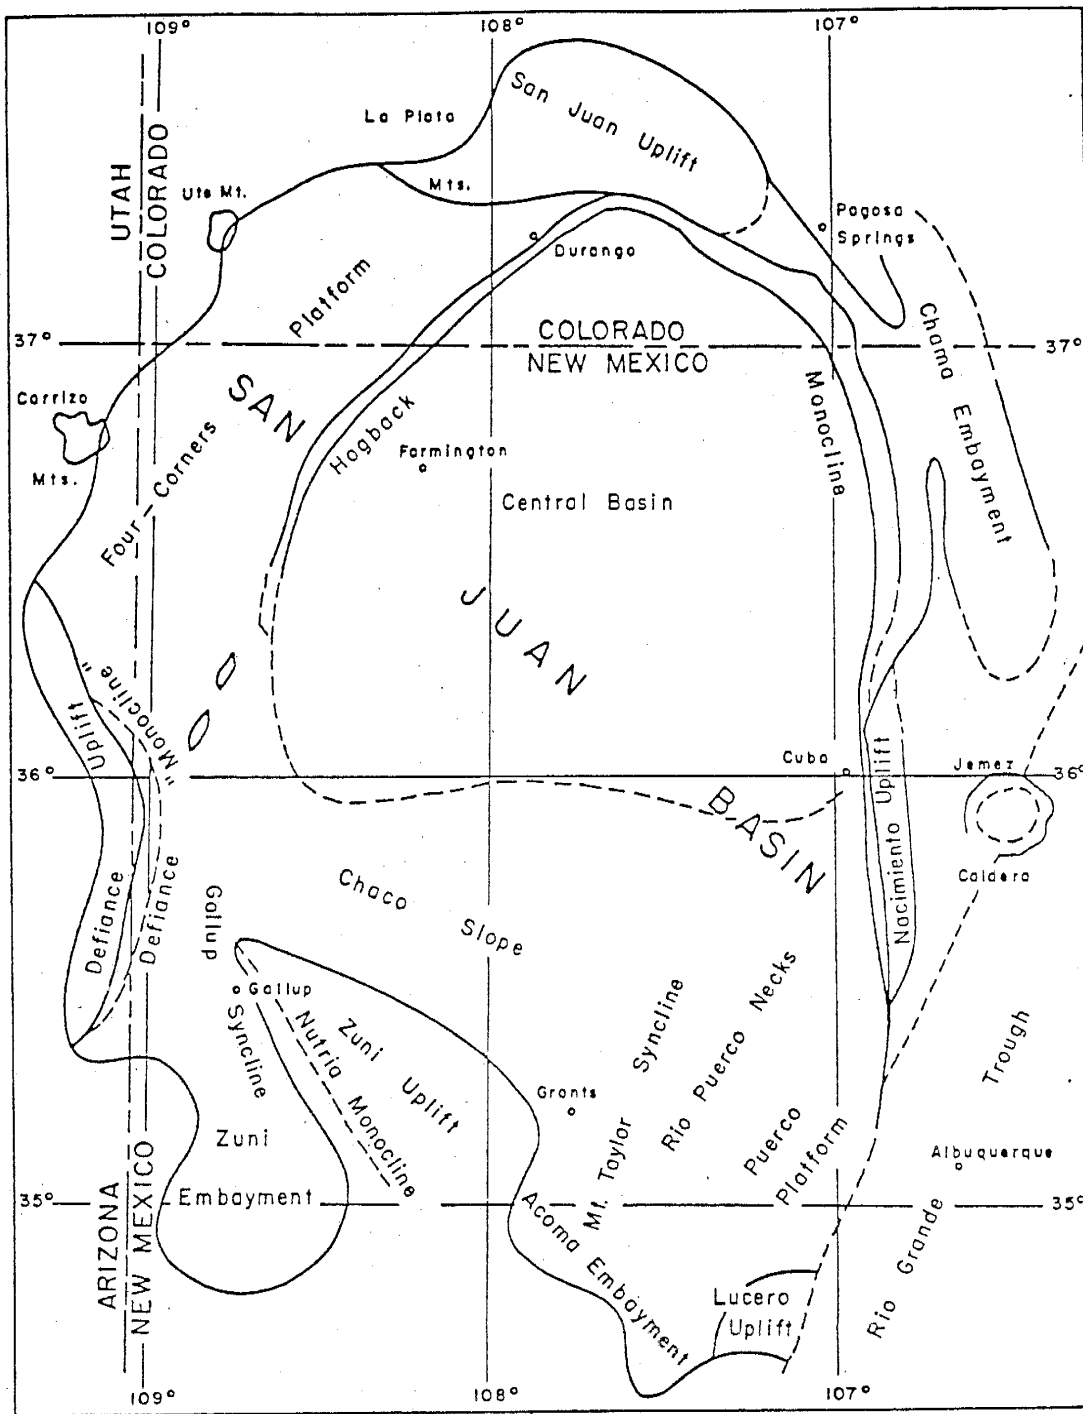 109°
108°
107°
San Juan Uplift
La Plata
Mts.
UTAH
COLORADO
Ute Mt.
Pagosa
Springs
Durango
Platform
37°
COLORADO
NEW MEXICO
37°
Chama Embayment
Carrizo
Mts.
SAN
Hogback
Monocline
Farmington
Central Basin
Four-Corners
JUAN
"Monocline"
Uplift
36°
Cuba
Jemez
36°
BASIN
Nacimiento Uplift
Caldera
Defiance
Defiance
Gallup
Chaco
Slope
Gallup
Syncline
Nutria Monocline
Zuni
Uplift
Syncline
Rio Puerco Necks
Trough
Grants
Mt. Taylor
Puerco
Platform
Albuquerque
Zuni
Embayment
35°
35°
Acoma Embayment
ARIZONA
NEW MEXICO
Lucero
Uplift
Rio Grande
109°
108°
107°